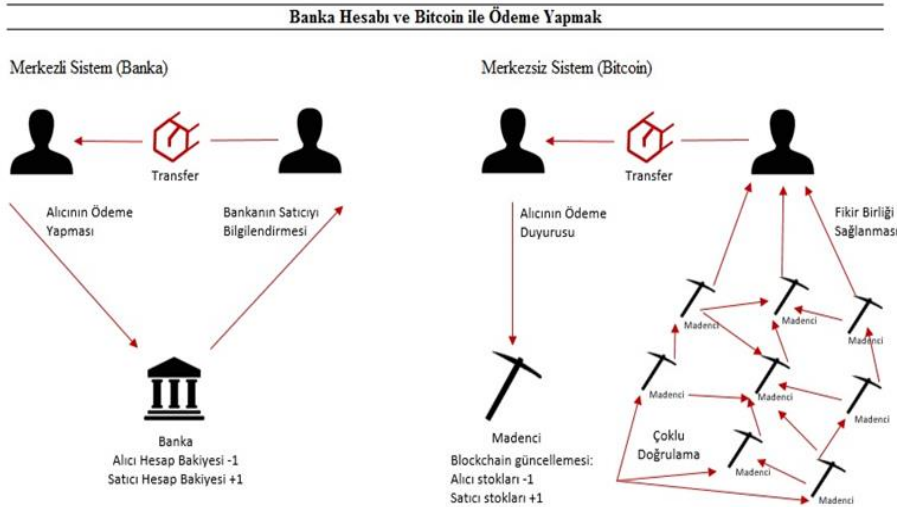 Banka Hesabı ve Bitcoin ile Ödeme Yapmak
Merkezli Sistem (Banka)
Transfer
Alıcının Ödeme
Yapması
Bankanın Satıcıyı
Bilgilendirmesi
Banka
Alıcı Hesap Bakiyesi -1
Satıcı Hesap Bakiyesi +1
Merkezsiz Sistem (Bitcoin)
Transfer
Alıcının Ödeme
Duyurusu
Fikir Birliği
Sağlanması
Madenci
Blockchain güncellemesi:
Alıcı stokları -1
Satıcı stokları +1
Madenci
Madenci
Madenci
Madenci
Madenci
Madenci
Çoklu
Doğrulama
Madenci
Madenci